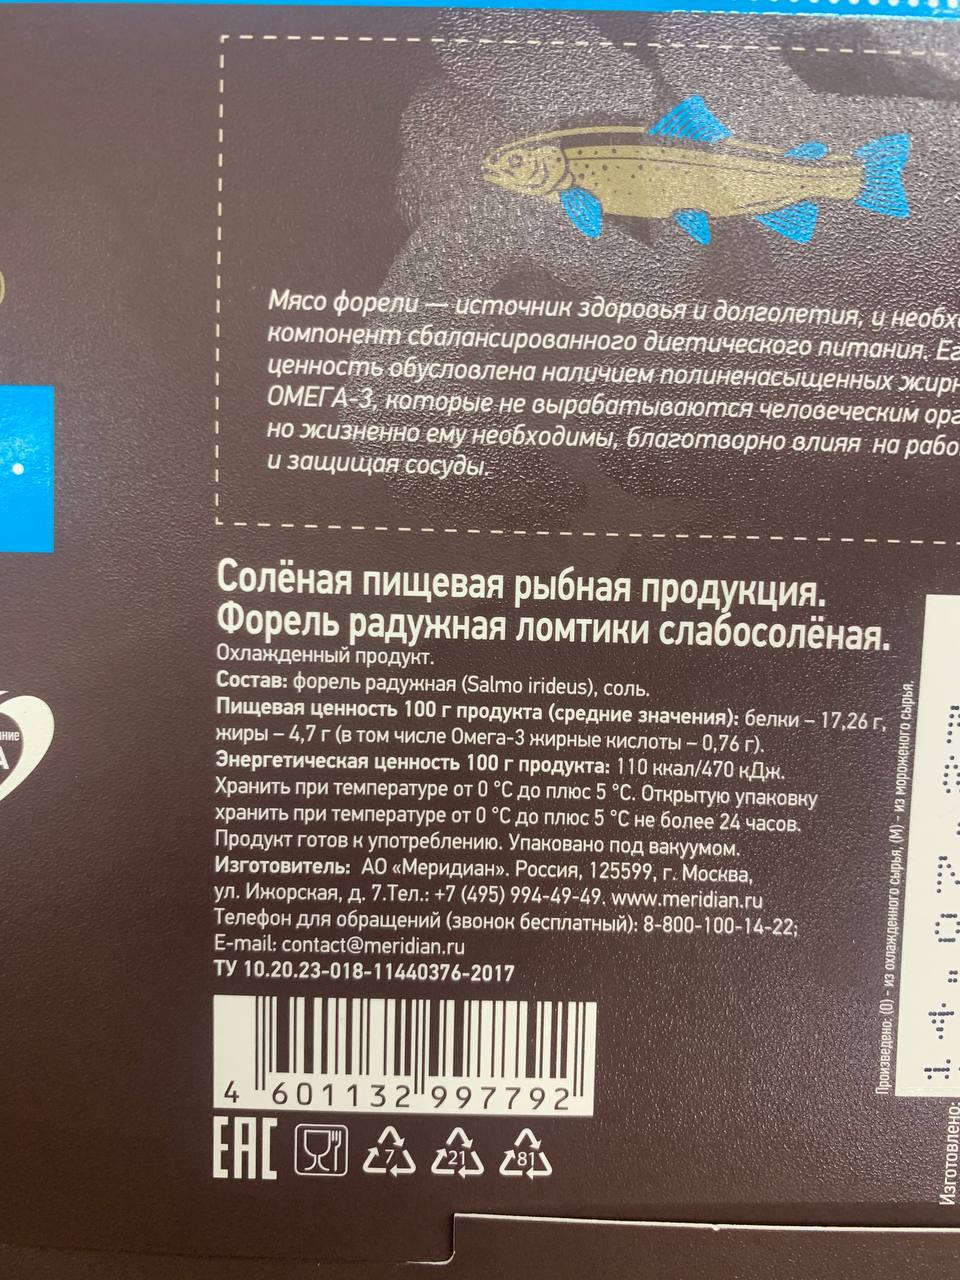 Мясо форели — источник здоровья и долголетия, и
компонент сбалансированного диетического питания.
ценность обусловлена наличием полиненасыщенных
ОМЕГА-3, которые не вырабатываются человеческим
но жизненно ему необходимы, благотворно влияя на
и защищая сосуды.
Солёная пищевая рыбная продукция.
Форель радужная ломтики слабосолёная.
Охлажденный продукт.
Состав: форель радужная (Salmo irideus), соль.
Пищевая ценность 100 г продукта (средние значения): белки – 17,26 г,
жиры – 4,7 г (в том числе Омега-3 жирные кислоты – 0,76 г).
Энергетическая ценность 100 г продукта: 110 ккал/470 кДж.
Хранить при температуре от 0 °C до плюс 5 °C. Открытую упаковку
хранить при температуре от 0 °C до плюс 5 °C не более 24 часов.
Продукт готов к употреблению. Упаковано под вакуумом.
Изготовитель: АО «Меридиан». Россия, 125599, г. Москва,
ул. Ижорская, д. 7.Тел.: +7 (495) 994-49-49. www.meridian.ru
Телефон для обращений (звонок бесплатный): 8-800-100-14-22;
E-mail: contact@meridian.ru
ТУ 10.20.23-018-11440376-2017
4 601132 997792
EAC
7 21 81
Произведено: (О) - из охлажденного сырья, (М) - из мороженого сырья,
Изготовлено: